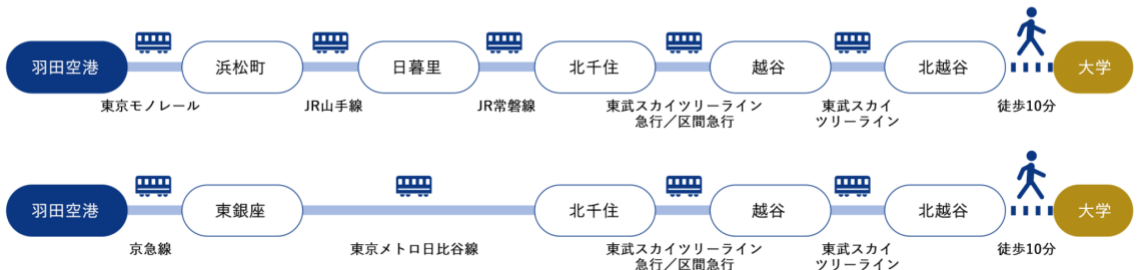 羽田空港
浜松町
日暮里
北千住
越谷
北越谷
大学
東京モノレール
JR山手線
JR常磐線
東武スカイツリーライン
急行／区間急行
東武スカイ
ツリーライン
徒歩10分
羽田空港
東銀座
北千住
越谷
北越谷
大学
京急線
東京メトロ日比谷線
東武スカイツリーライン
急行／区間急行
東武スカイ
ツリーライン
徒歩10分